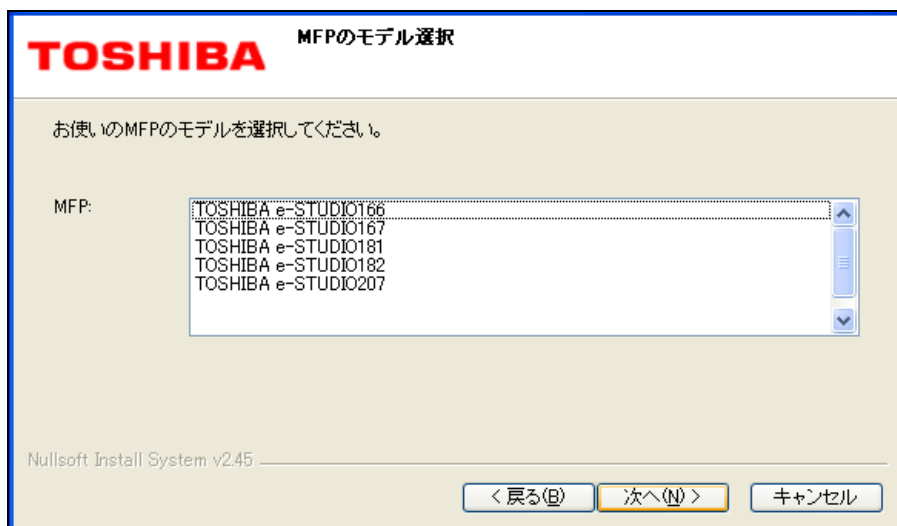 TOSHIBA
MFPのモデル選択
お使いのMFPのモデルを選択してください。
MFP:
TOSHIBA e-STUDIO166
TOSHIBA e-STUDIO167
TOSHIBA e-STUDIO181
TOSHIBA e-STUDIO182
TOSHIBA e-STUDIO207
Nullsoft Install System v2.45
< 戻る(B)
次へ(N) >
キャンセル